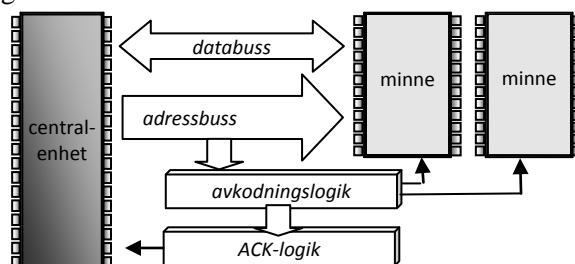 databuss
minne
minne
adressbuss
central-
enhet
avkodningslogik
ACK-logik